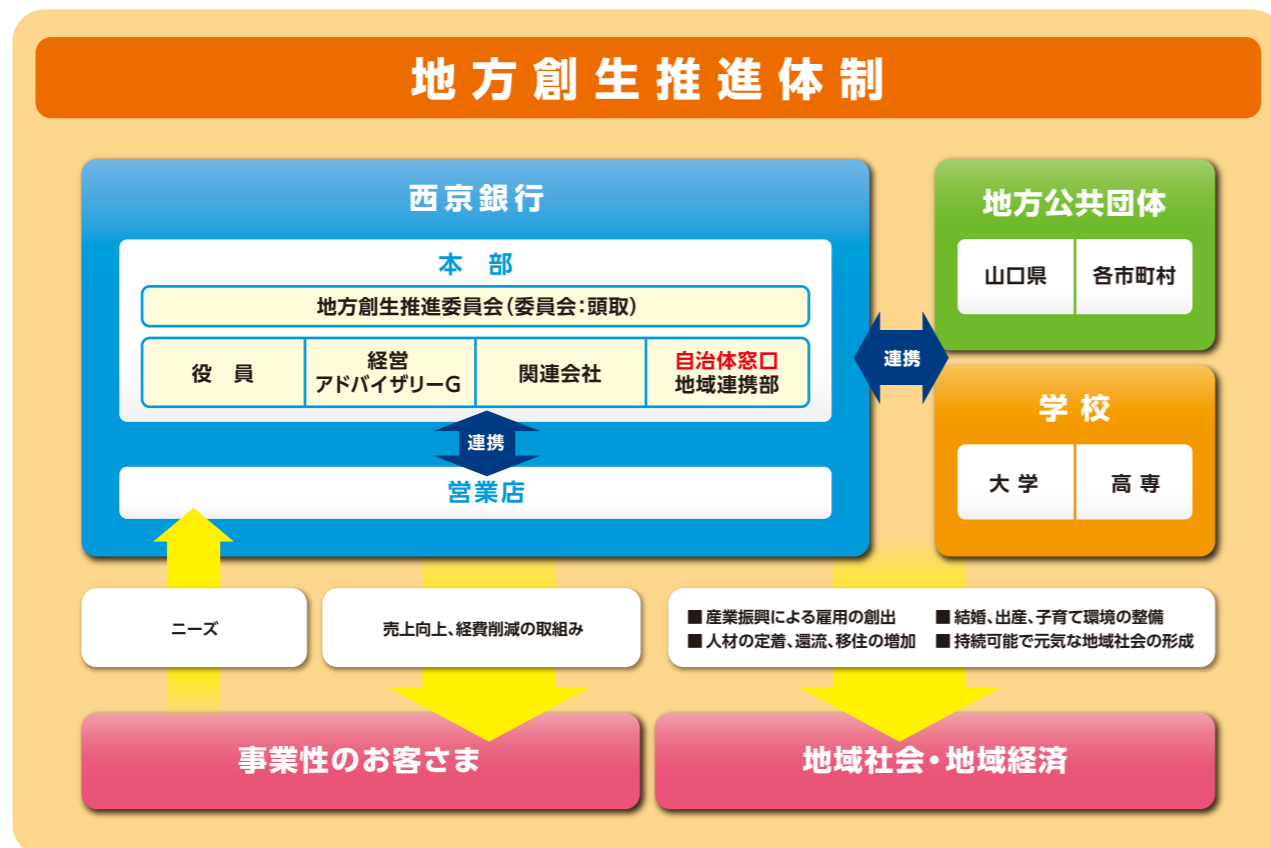 地方創生推進体制
西京銀行
本 部
地方創生推進委員会(委員会:頭取)
役 員
経営
アドバイザリーG
関連会社
自治体窓口
地域連携部
連携
営業店
連携
地方公共団体
山口県
各市町村
学校
大学
高専
ニーズ
売上向上、経費削減の取組み
■産業振興による雇用の創出
■人材の定着、還流、移住の増加
■結婚、出産、子育て環境の整備
■持続可能で元気な地域社会の形成
事業性のお客さま
地域社会・地域経済